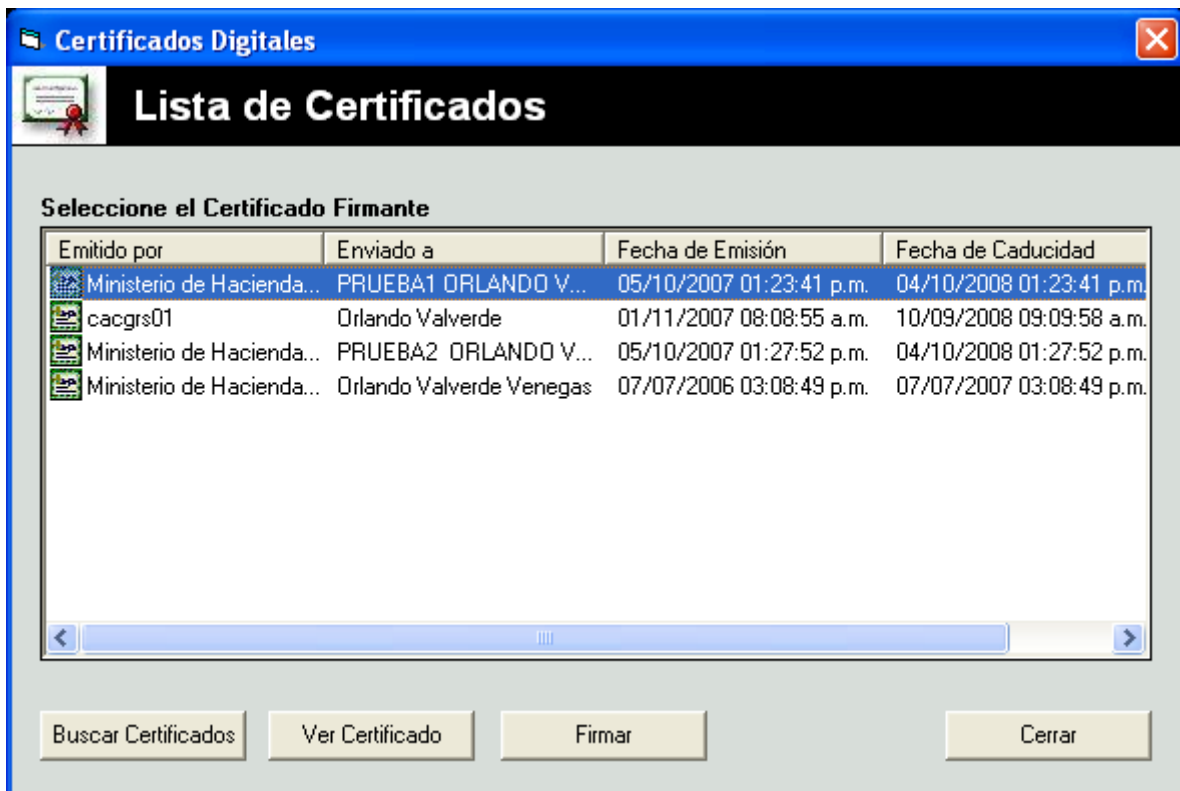 Certificados Digitales
Lista de Certificados
Seleccione el Certificado Firmante
Emitido por Enviado a Fecha de Emisión Fecha de Caducidad
Ministerio de Hacienda... PRUEBA1 ORLANDO V... 05/10/2007 01:23:41 p.m. 04/10/2008 01:23:41 p.m.
cacgrs01 Orlando Valverde 01/11/2007 08:08:55 a.m. 10/09/2008 09:09:58 a.m.
Ministerio de Hacienda... PRUEBA2 ORLANDO V... 05/10/2007 01:27:52 p.m. 04/10/2008 01:27:52 p.m.
Ministerio de Hacienda... Orlando Valverde Venegas 07/07/2006 03:08:49 p.m. 07/07/2007 03:08:49 p.m.
Buscar Certificados Ver Certificado Firmar Cerrar